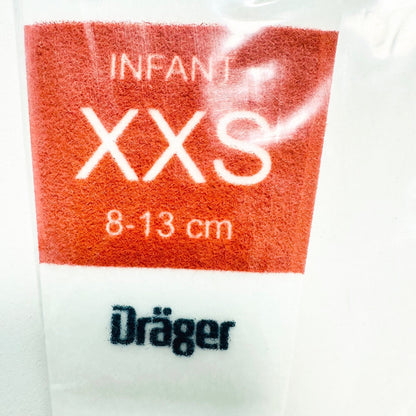 INFANT
XXS
8-13 cm
Dräger